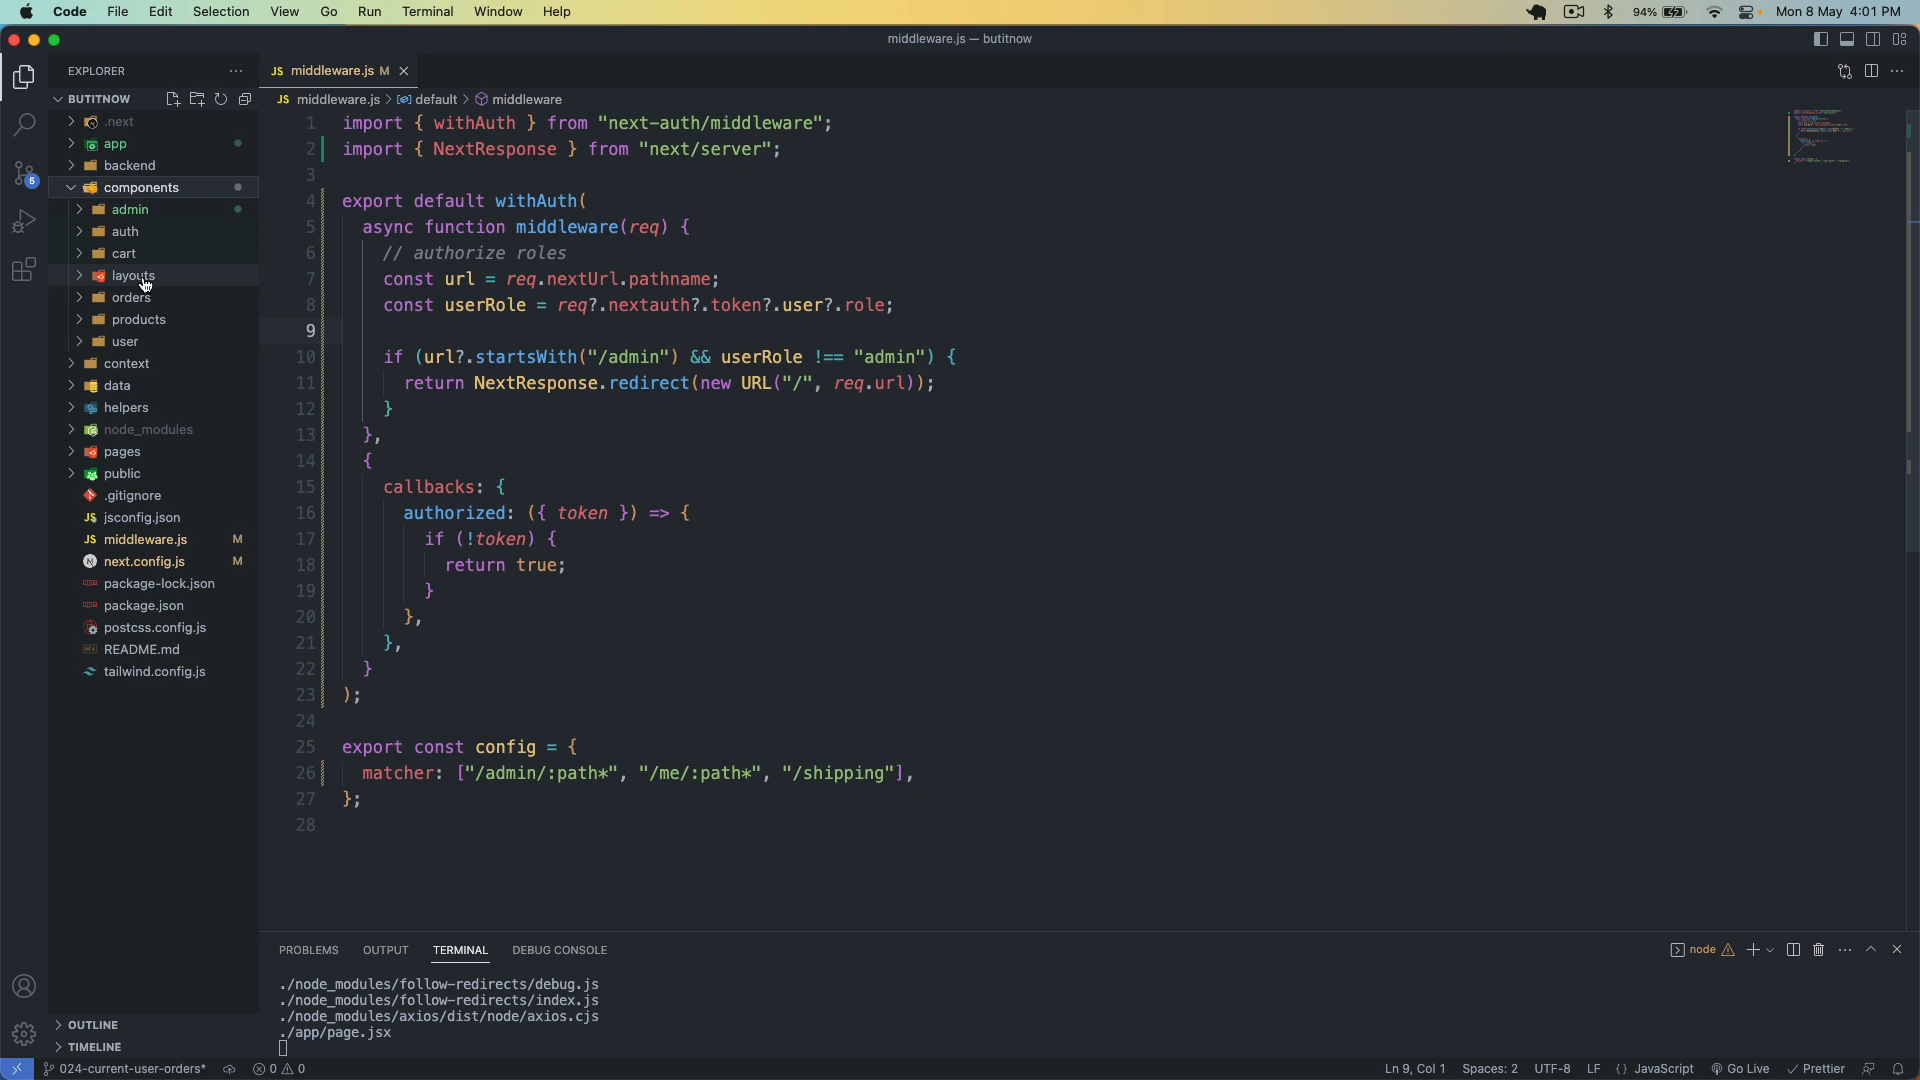 Code File Edit Selection View Go Run Terminal Window Help
94% Mon 8 May 4:01 PM
middleware.js — butitnow
EXPLORER
BUTITNOW
.next
app
backend
components
admin
auth
cart
layouts
orders
products
user
context
data
helpers
node_modules
pages
public
.gitignore
jsconfig.json
middleware.js M
next.config.js M
package-lock.json
package.json
postcss.config.js
README.md
tailwind.config.js
OUTLINE
TIMELINE
5
JS middleware.js M
JS middleware.js > default > middleware
1 import { withAuth } from "next-auth/middleware";
2 import { NextResponse } from "next/server";
3
4 export default withAuth(
5 async function middleware(req) {
6 // authorize roles
7 const url = req.nextUrl.pathname;
8 const userRole = req?.nextauth?.token?.user?.role;
9
10 if (url?.startsWith("/admin") && userRole !== "admin") {
11 return NextResponse.redirect(new URL("/", req.url));
12 }
13 },
14 {
15 callbacks: {
16 authorized: ({ token }) => {
17 if (!token) {
18 return true;
19 }
20 },
21 },
22 }
23 );
24
25 export const config = {
26 matcher: ["/admin/:path*", "/me/:path*", "/shipping"],
27 };
28
PROBLEMS OUTPUT TERMINAL DEBUG CONSOLE
node
./node_modules/follow-redirects/debug.js
./node_modules/follow-redirects/index.js
./node_modules/axios/dist/node/axios.cjs
./app/page.jsx
024-current-user-orders* 0 0
Ln 9, Col 1 Spaces: 2 UTF-8 LF {} JavaScript Go Live Prettier